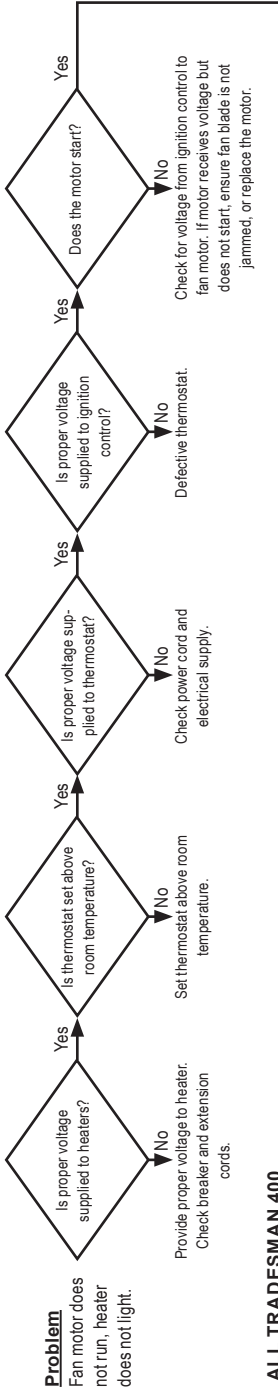 Problem
Fan motor does
not run, heater
does not light.
Is proper voltage
supplied to heaters?
Yes
No
Provide proper voltage to heater.
Check breaker and extension
cords.
Is thermostat set above
room temperature?
Yes
No
Set thermostat above room
temperature.
Is proper voltage sup-
plied to thermostat?
Yes
No
Check power cord and
electrical supply.
Is proper voltage
supplied to ignition
control?
Yes
No
Defective thermostat.
Does the motor start?
Yes
No
Check for voltage from ignition control to
fan motor. If motor receives voltage but
does not start, ensure fan blade is not
jammed, or replace the motor.
ALL TRADESMAN 400